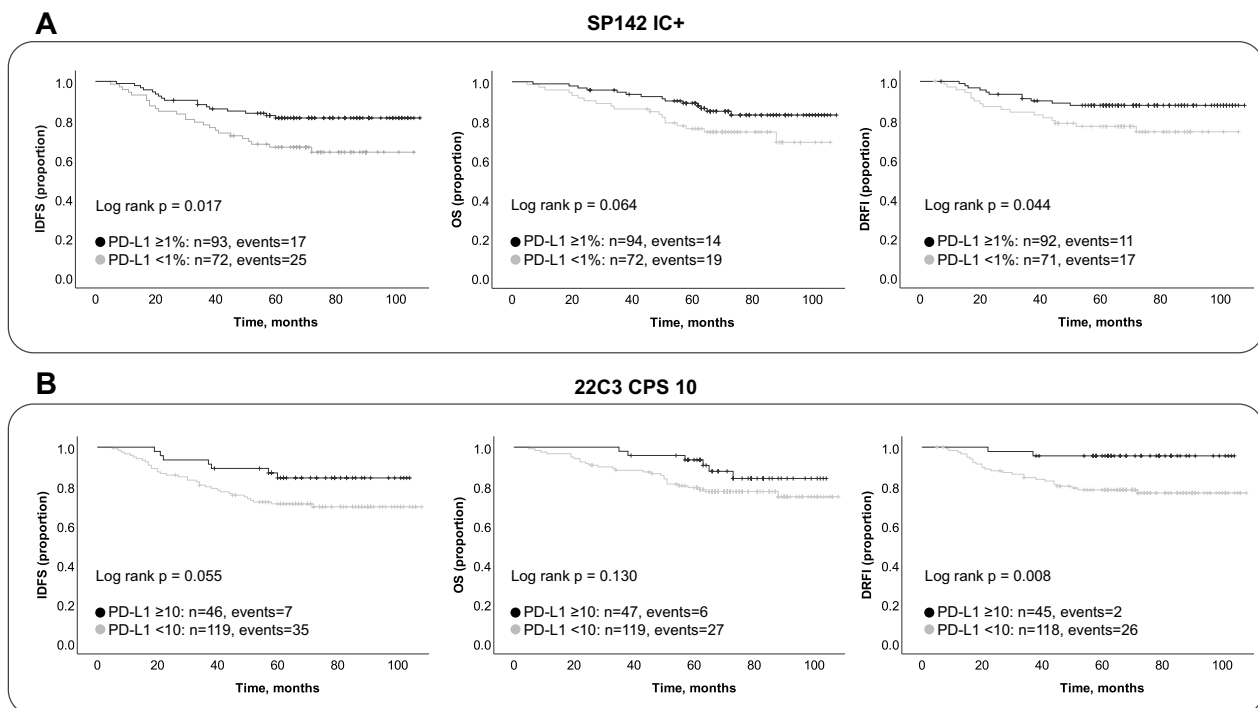 A
SP142 IC+
1.0
0.8
0.6
0.4
0.2
0.0
IDFS (proportion)
Log rank p = 0.017
PD-L1 ≥1%: n=93, events=17
PD-L1 <1%: n=72, events=25
0 20 40 60 80 100
Time, months
1.0
0.8
0.6
0.4
0.2
0.0
OS (proportion)
Log rank p = 0.064
PD-L1 ≥1%: n=94, events=14
PD-L1 <1%: n=72, events=19
0 20 40 60 80 100
Time, months
1.0
0.8
0.6
0.4
0.2
0.0
DRFI (poportion)
Log rank p = 0.044
PD-L1 ≥1%: n=92, events=11
PD-L1 <1%: n=71, events=17
0 20 40 60 80 100
Time, months
B
22C3 CPS 10
1.0
0.8
0.6
0.4
0.2
0.0
IDFS (proportion)
Log rank p = 0.055
PD-L1 ≥10: n=46, events=7
PD-L1 <10: n=119, events=35
0 20 40 60 80 100
Time, months
1.0
0.8
0.6
0.4
0.2
0.0
OS (proportion)
Log rank p = 0.130
PD-L1 ≥10: n=47, events=6
PD-L1 <10: n=119, events=27
0 20 40 60 80 100
Time, months
1.0
0.8
0.6
0.4
0.2
0.0
DRFI (proportion)
Log rank p = 0.008
PD-L1 ≥10: n=45, events=2
PD-L1 <10: n=118, events=26
0 20 40 60 80 100
Time, months